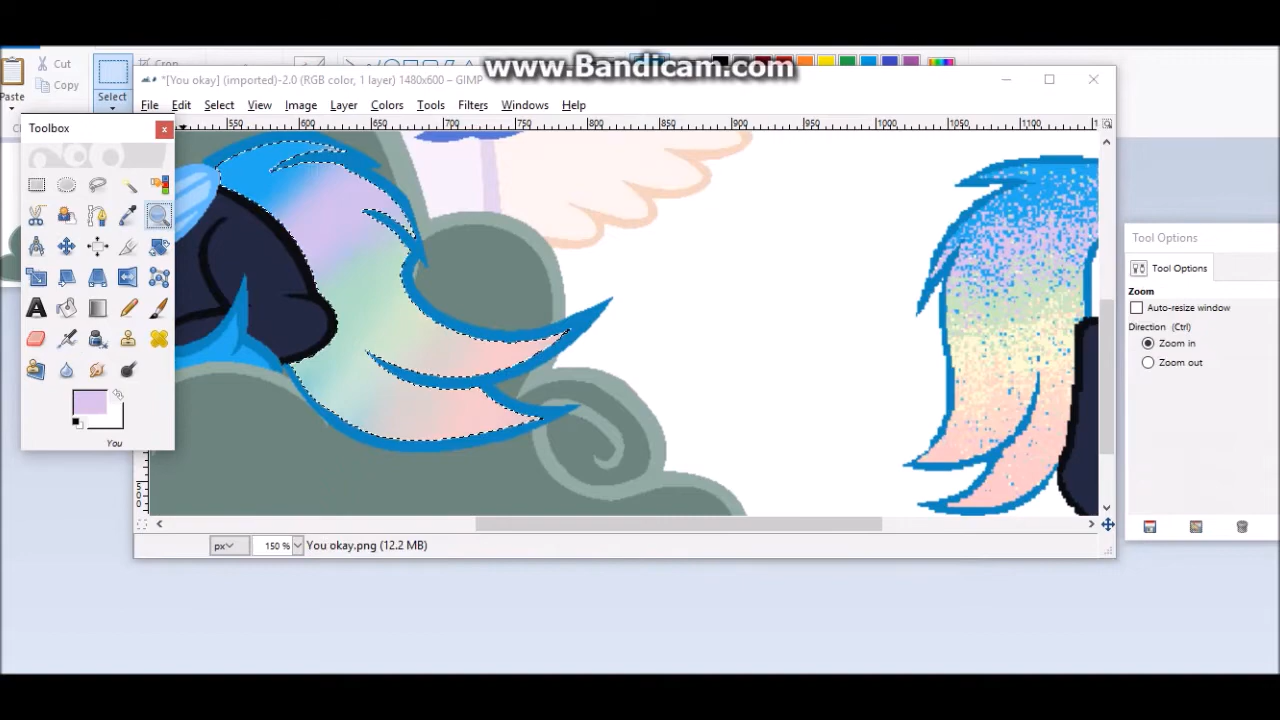 www.Bandicam.com
Cut
Copy
Paste
Select
Crop
*[You okay] (imported)-2.0 (RGB color, 1 layer) 1480x600 – GIMP
File Edit Select View Image Layer Colors Tools Filters Windows Help
Toolbox
550 600 650 700 750 800 850 900 950 1000 1050 1100
Tool Options
Tool Options
Zoom
Auto-resize window
Direction (Ctrl)
Zoom in
Zoom out
You
px 150 % You okay.png (12.2 MB)